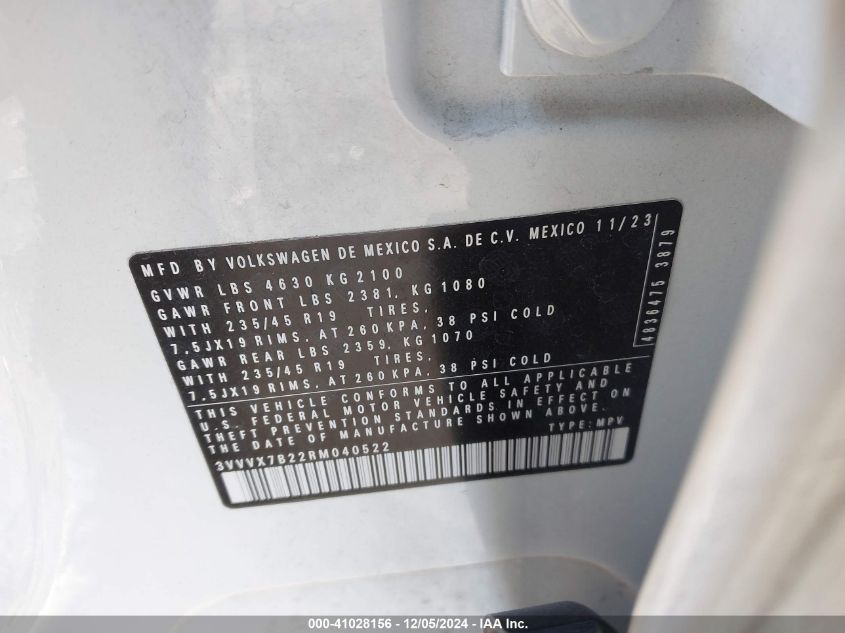 MFD BY VOLKSWAGEN DE MEXICO S.A. DE C.V. MEXICO 11/23
GVWR LBS 4630 KG 2100
GAWR FRONT LBS 2381, KG 1080
WITH 235/45 R19 TIRES,
7.5JX19 RIMS, AT 260 KPA, 38 PSI COLD
GAWR REAR LBS 2359, KG 1070
WITH 235/45 R19 TIRES,
7.5JX19 RIMS, AT 260 KPA, 38 PSI COLD
THIS VEHICLE CONFORMS TO ALL APPLICABLE
U.S. FEDERAL MOTOR VEHICLE SAFETY AND
THEFT PREVENTION STANDARDS IN EFFECT ON
THE DATE OF MANUFACTURE SHOWN ABOVE.
TYPE: MPV
3VVVX7B22RM040522
4836475 3879
000-41028156 - 12/05/2024 - IAA Inc.